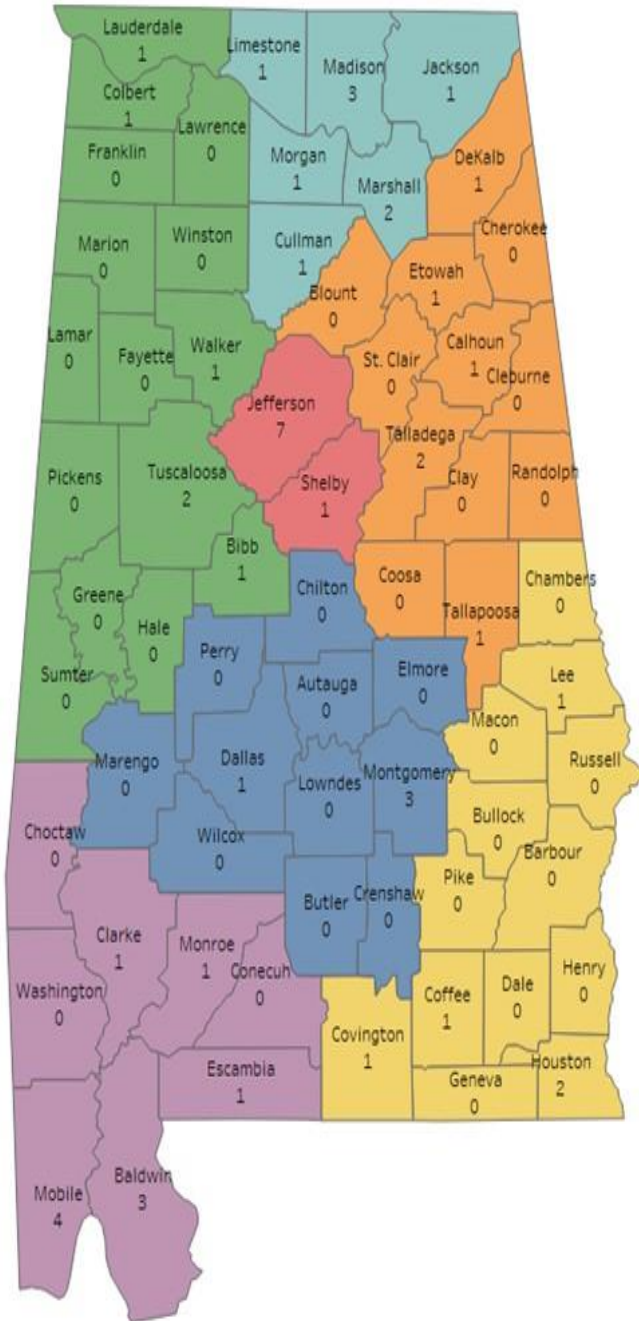 Lauderdale
1
Limestone
1
Madison
3
Jackson
1
Colbert
1
Lawrence
0
Franklin
0
Morgan
1
Marshall
2
DeKalb
1
Cherokee
0
Marion
0
Winston
0
Cullman
1
Blount
0
Etowah
1
Lamar
0
Fayette
0
Walker
1
St. Clair
0
Calhoun
1
Cleburne
0
Jefferson
7
Talladega
2
Pickens
0
Tuscaloosa
2
Shelby
1
Clay
0
Randolph
0
Bibb
1
Greene
0
Hale
0
Chilton
0
Coosa
0
Tallapoosa
1
Chambers
0
Sumter
0
Perry
0
Autauga
0
Elmore
0
Lee
1
Macon
0
Russell
0
Marengo
0
Dallas
1
Lowndes
0
Montgomery
3
Bullock
0
Choctaw
0
Wilcox
0
Barbour
0
Pike
0
Butler
0
Crenshaw
0
Clarke
1
Monroe
1
Conecuh
0
Washington
0
Coffee
1
Dale
0
Henry
0
Covington
1
Houston
2
Geneva
0
Escambia
1
Mobile
4
Baldwin
3